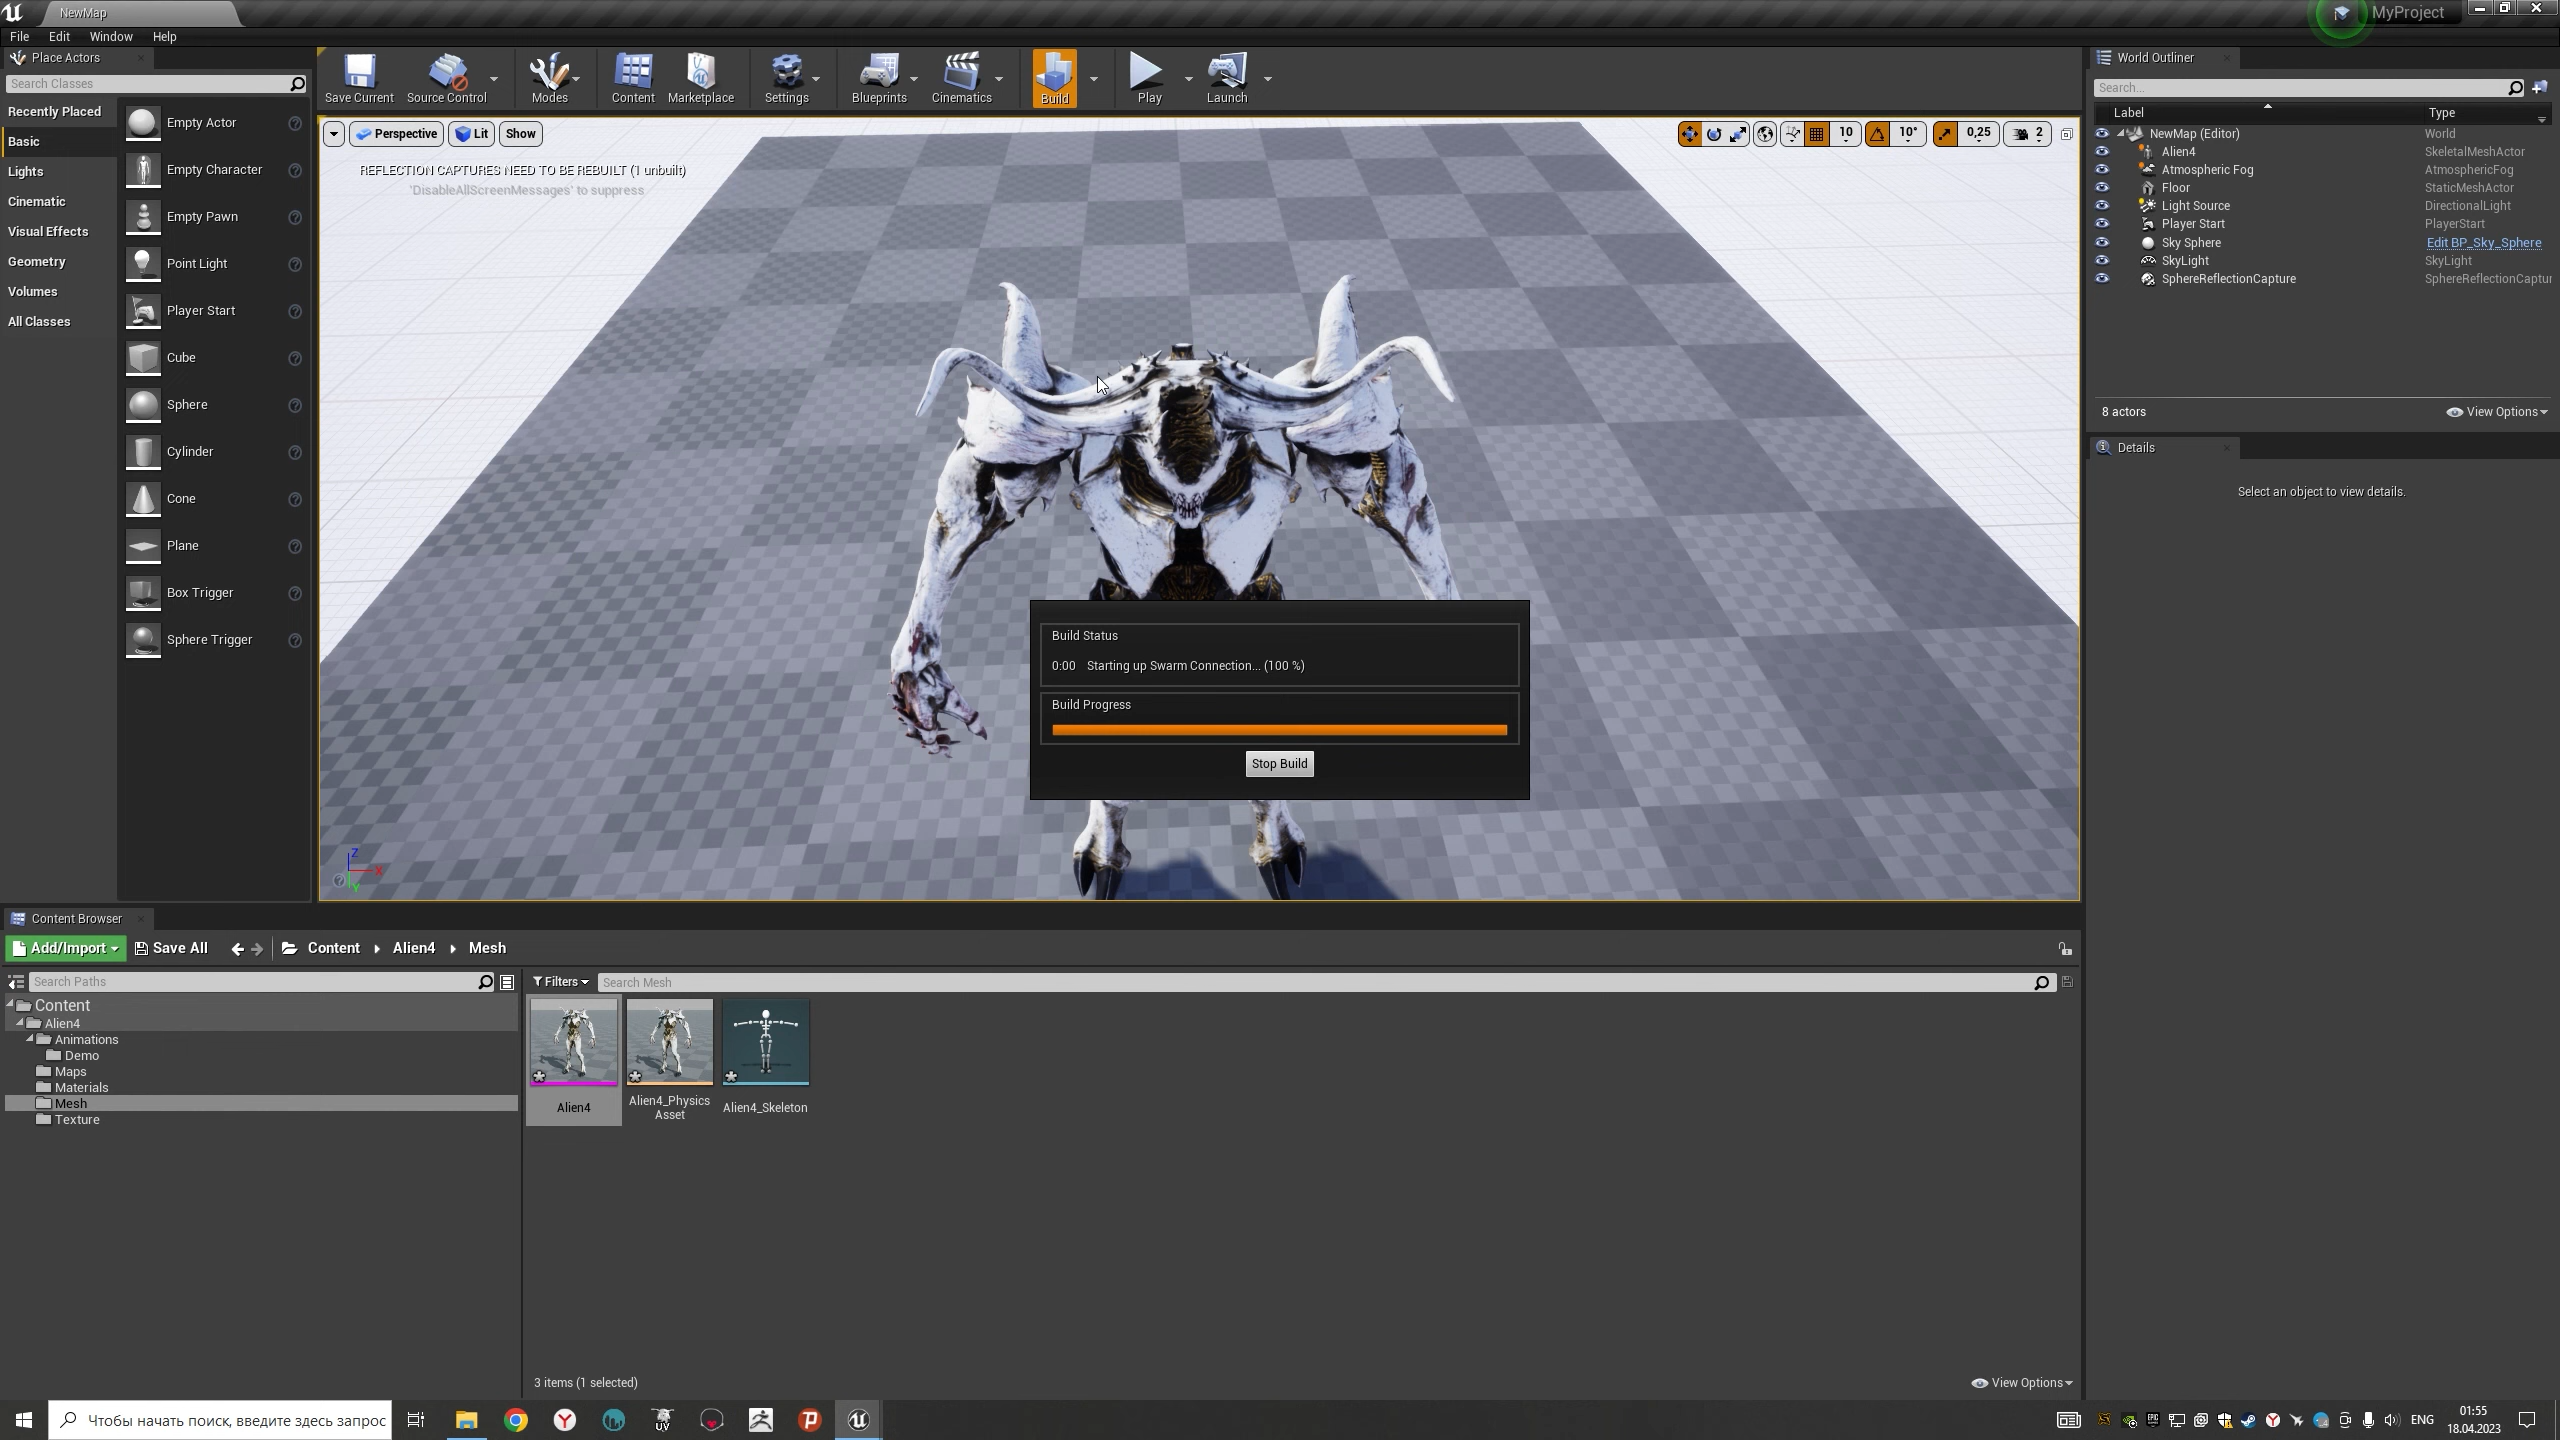 NewMap
MyProject
File Edit Window Help
Place Actors
Search Classes
Recently Placed
Basic
Lights
Cinematic
Visual Effects
Geometry
Volumes
All Classes
Empty Actor
Empty Character
Empty Pawn
Point Light
Player Start
Cube
Sphere
Cylinder
Cone
Plane
Box Trigger
Sphere Trigger
Save Current Source Control Modes Content Marketplace Settings Blueprints Cinematics Build Play Launch
Perspective Lit Show
10 10° 0,25 2
REFLECTION CAPTURES NEED TO BE REBUILT (1 unbuilt)
'DisableAllScreenMessages' to suppress
Build Status
0:00 Starting up Swarm Connection... (100 %)
Build Progress
Stop Build
Z
X
Y
World Outliner
Search...
Label Type
NewMap (Editor) World
Alien4 SkeletalMeshActor
Atmospheric Fog AtmosphericFog
Floor StaticMeshActor
Light Source DirectionalLight
Player Start PlayerStart
Sky Sphere Edit BP_Sky_Sphere
SkyLight SkyLight
SphereReflectionCapture SphereReflectionCaptur
8 actors View Options
Details
Select an object to view details.
Content Browser
Add/Import Save All Content Alien4 Mesh
Search Paths
Filters Search Mesh
Content
Alien4
Animations
Demo
Maps
Materials
Mesh
Texture
Alien4
Alien4_Physics
Asset
Alien4_Skeleton
3 items (1 selected) View Options
Чтобы начать поиск, введите здесь запрос
UV
ENG
01:55
18.04.2023